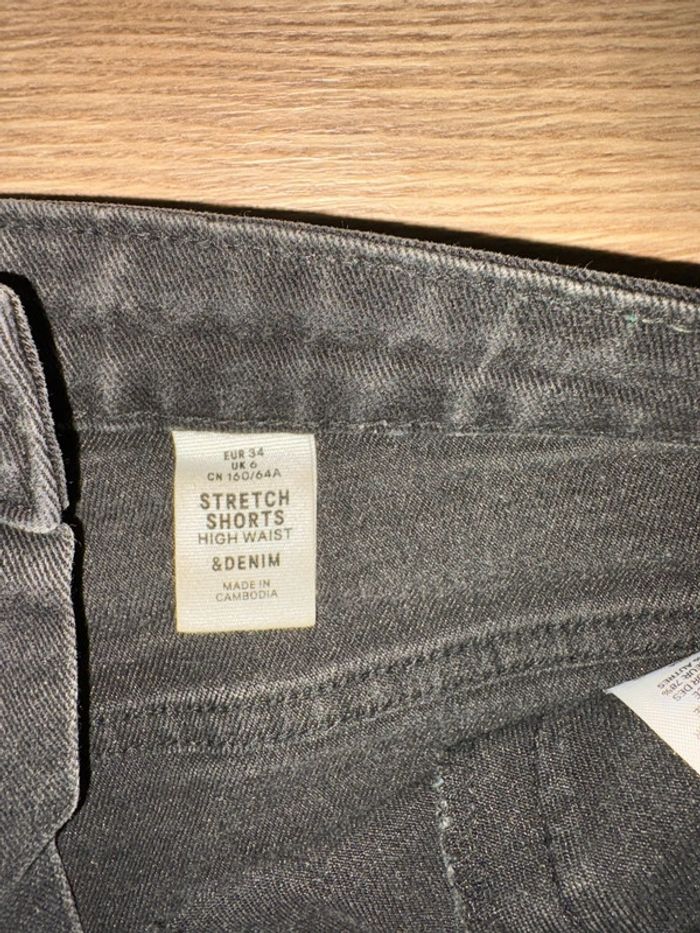 EUR 34
UK 6
CN 160/64A
STRETCH
SHORTS
HIGH WAIST
&DENIM
MADE IN
CAMBODIA